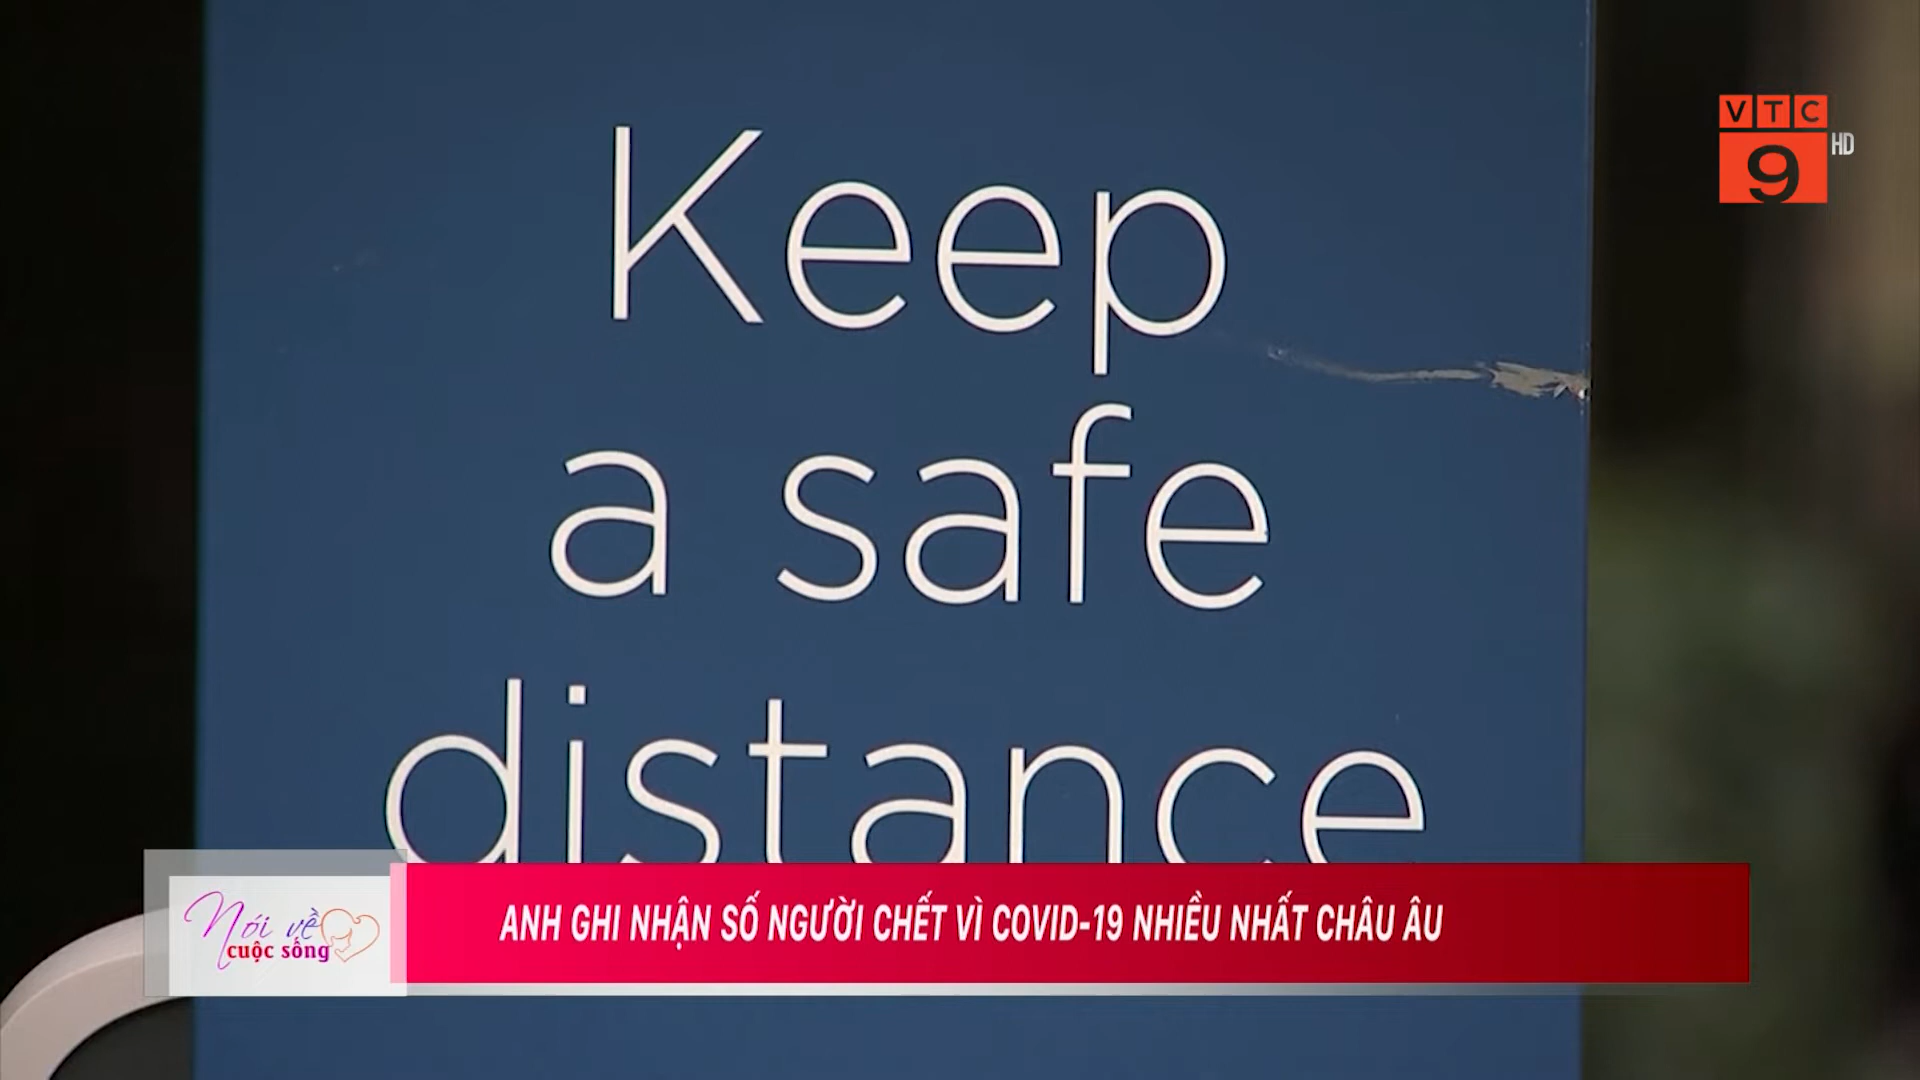 VTC
9 HD
Keep
a safe
distance
Nói về
cuộc sống
ANH GHI NHẬN SỐ NGƯỜI CHẾT VÌ COVID-19 NHIỀU NHẤT CHÂU ÂU